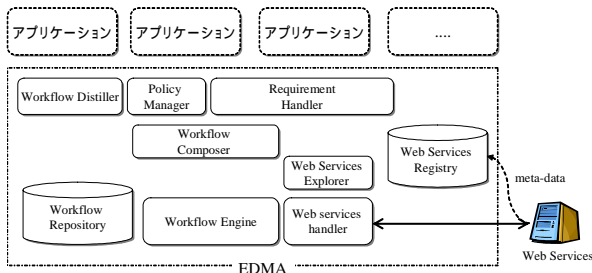 アプリケーション
アプリケーション
アプリケーション
....
Workflow Distiller
Policy
Manager
Requirement
Handler
Workflow
Composer
Web Services
Explorer
Web Services
Registry
meta-data
Workflow
Repository
Workflow Engine
Web services
handler
Web Services
EDMA